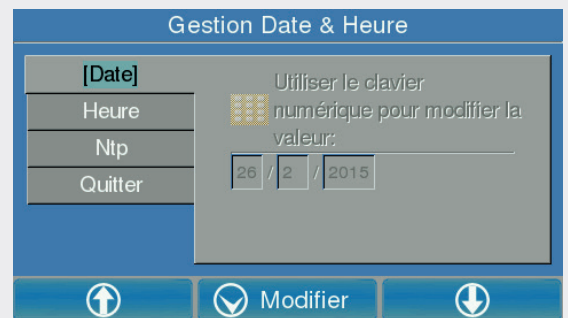 Gestion Date & Heure
[Date]
Heure
Ntp
Quitter
Utiliser le clavier
numérique pour modifier la
valeur:
26 / 2 / 2015
Modifier